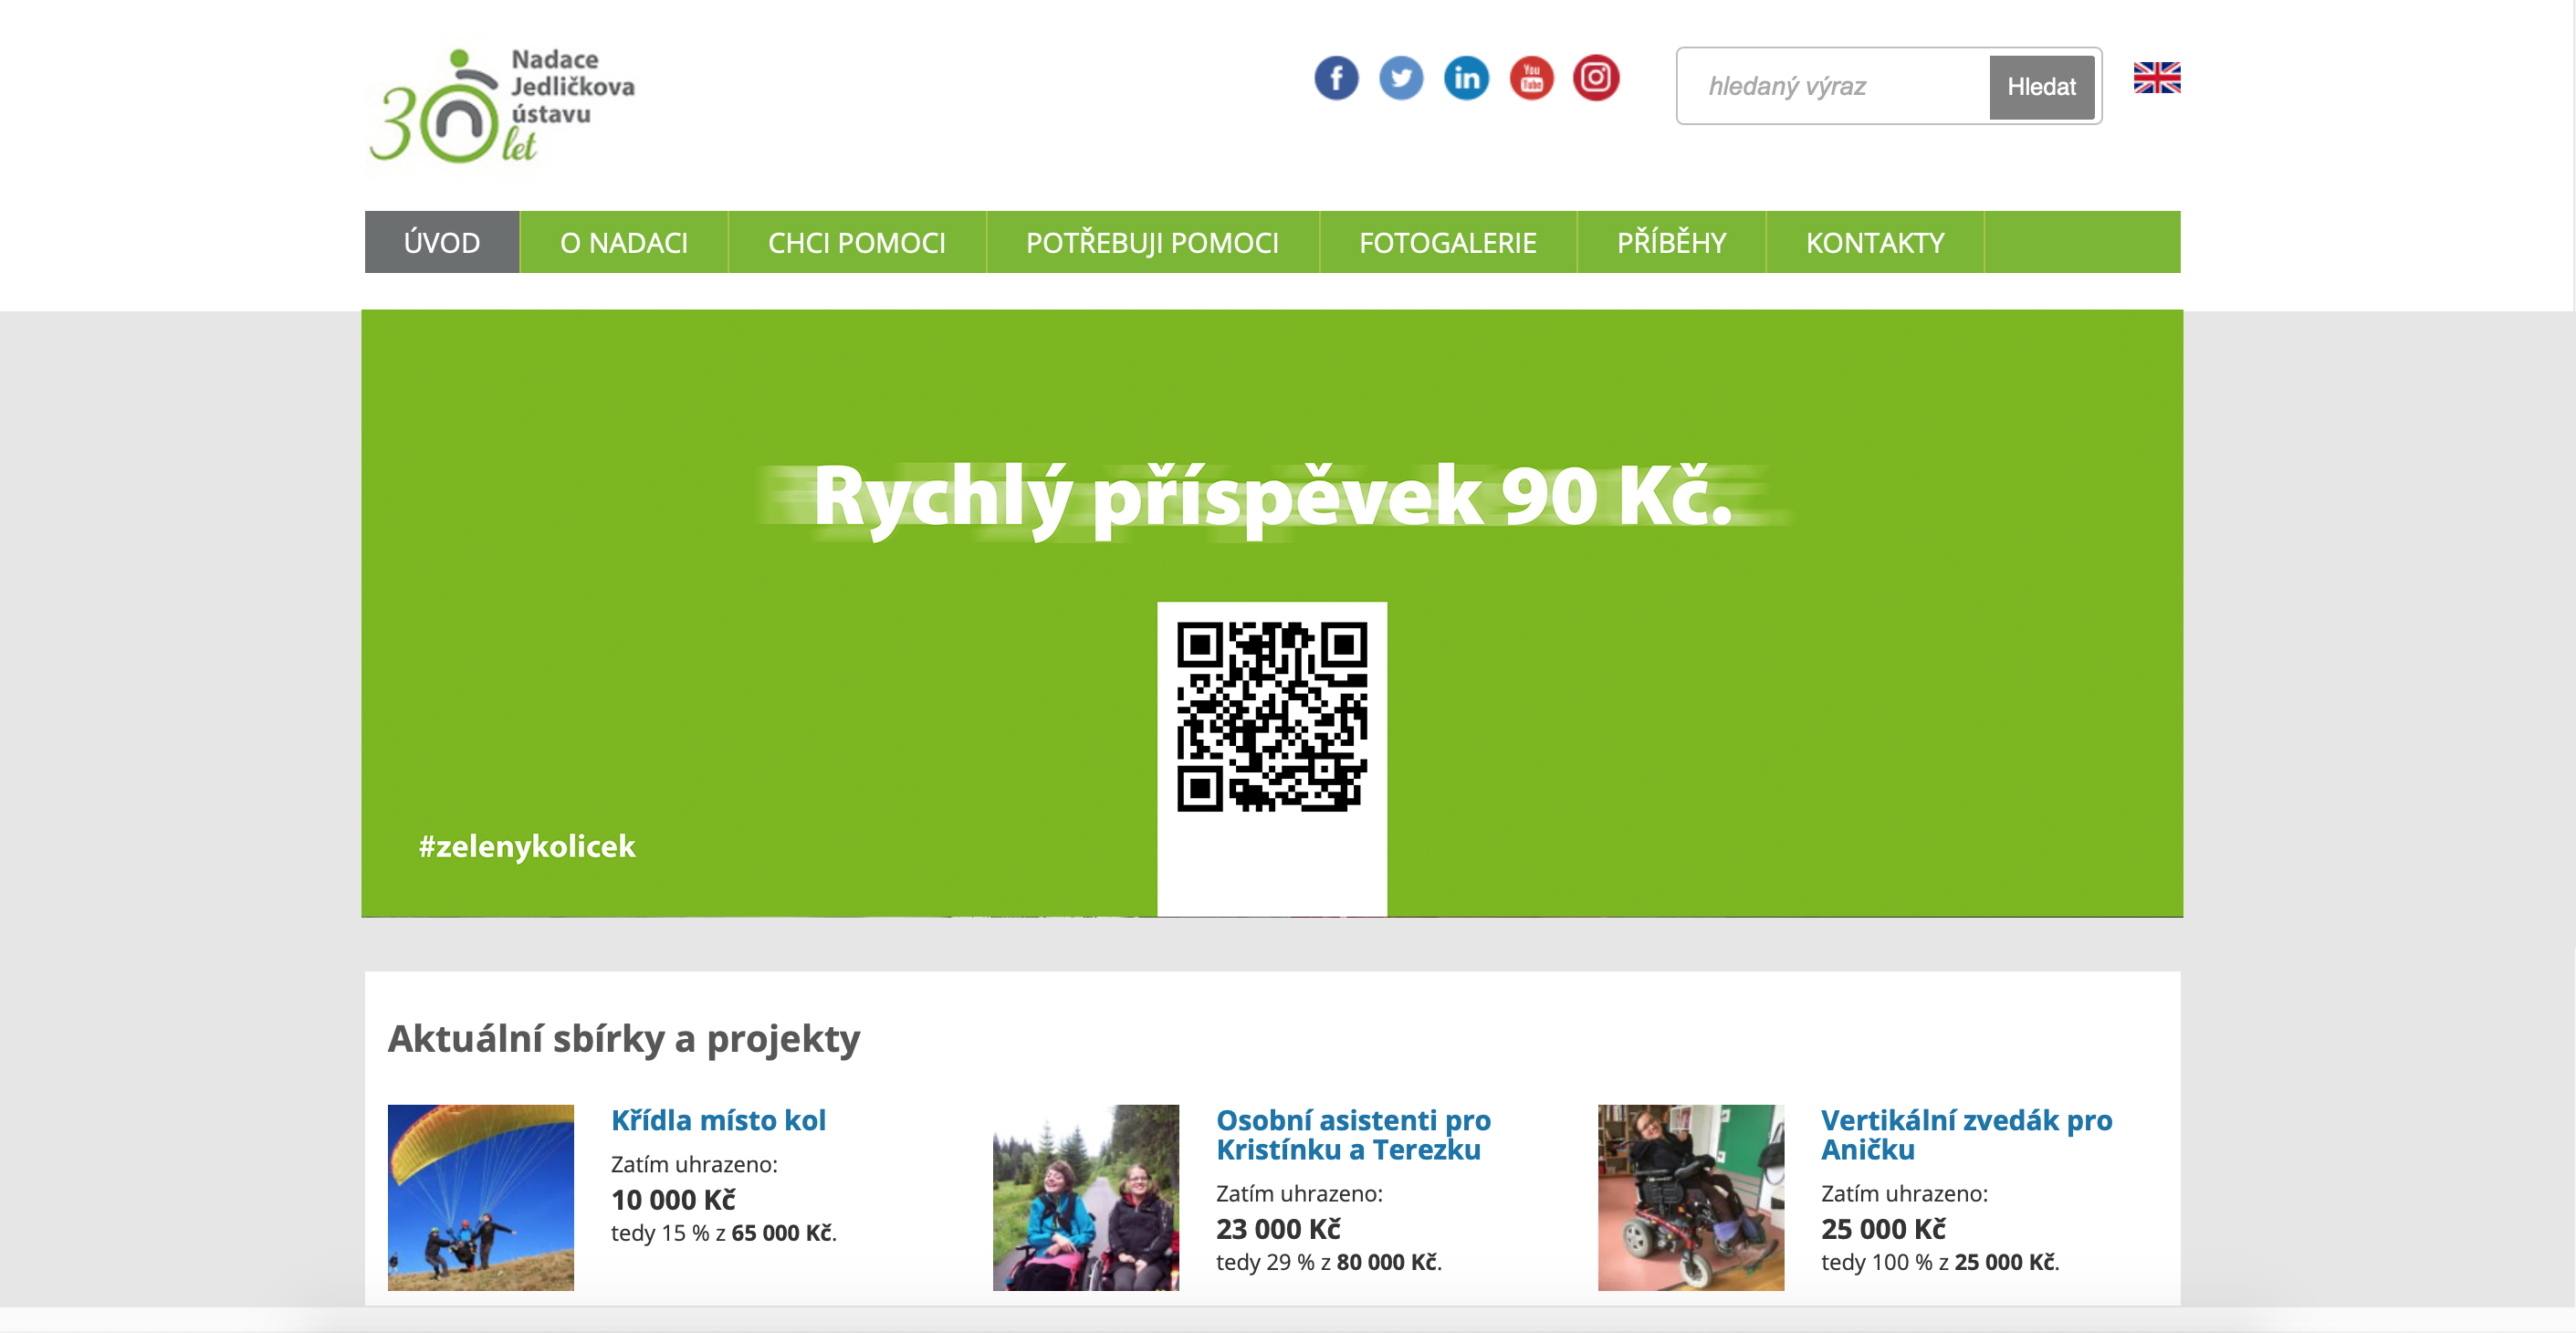 Nadace
Jedličkova
ústavu
30 let
f
in
You
Tube
hledaný výraz
Hledat
ÚVOD
O NADACI
CHCI POMOCI
POTŘEBUJI POMOCI
FOTOGALERIE
PŘÍBĚHY
KONTAKTY
Rychlý příspěvek 90 Kč.
#zelenykolicek
Aktuální sbírky a projekty
Křídla místo kol
Zatím uhrazeno:
10 000 Kč
tedy 15 % z 65 000 Kč.
Osobní asistenti pro
Kristínku a Terezku
Zatím uhrazeno:
23 000 Kč
tedy 29 % z 80 000 Kč.
Vertikální zvedák pro
Aničku
Zatím uhrazeno:
25 000 Kč
tedy 100 % z 25 000 Kč.